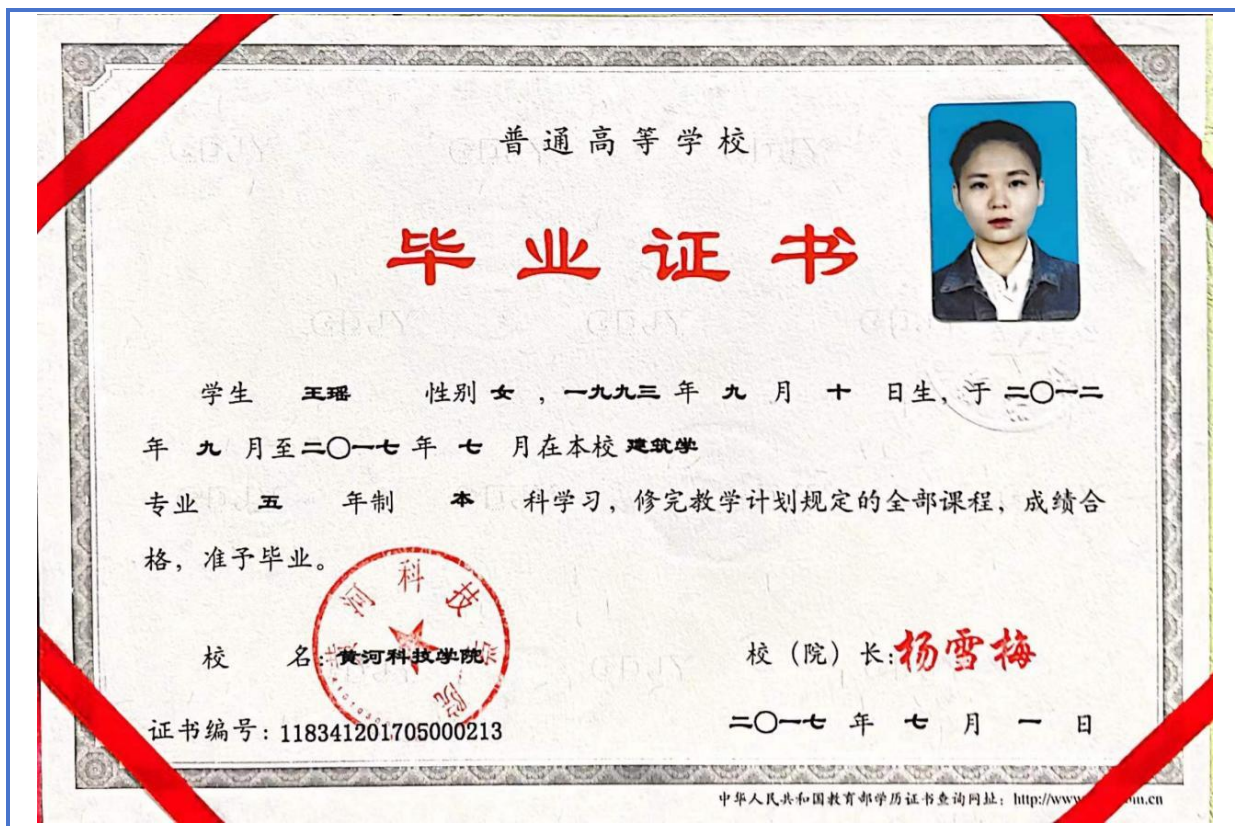 普通高等学校
毕业证书
学生 王瑶 性别 女 ，一九九三 年 九 月 十 日生，于 二〇一二
年 九 月至二〇一七 年 七 月在本校 建筑学
专业 五 年制 本 科学习，修完教学计划规定的全部课程，成绩合
格，准予毕业。
河科技学院
校 名：黄河科技学院 校（院）长：杨雪梅
证书编号：118341201705000213 二〇一七 年 七 月 一 日
中华人民共和国教育部学历证书查询网址：http://www